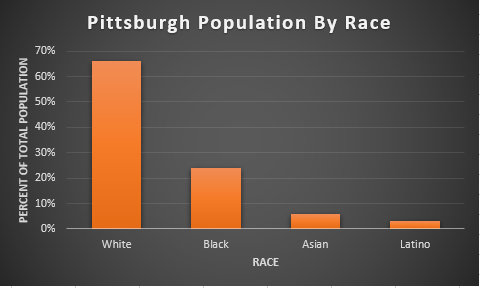 Pittsburgh Population By Race
PERCENT OF TOTAL POPULATION
70%
60%
50%
40%
30%
20%
10%
0%
White Black Asian Latino
RACE